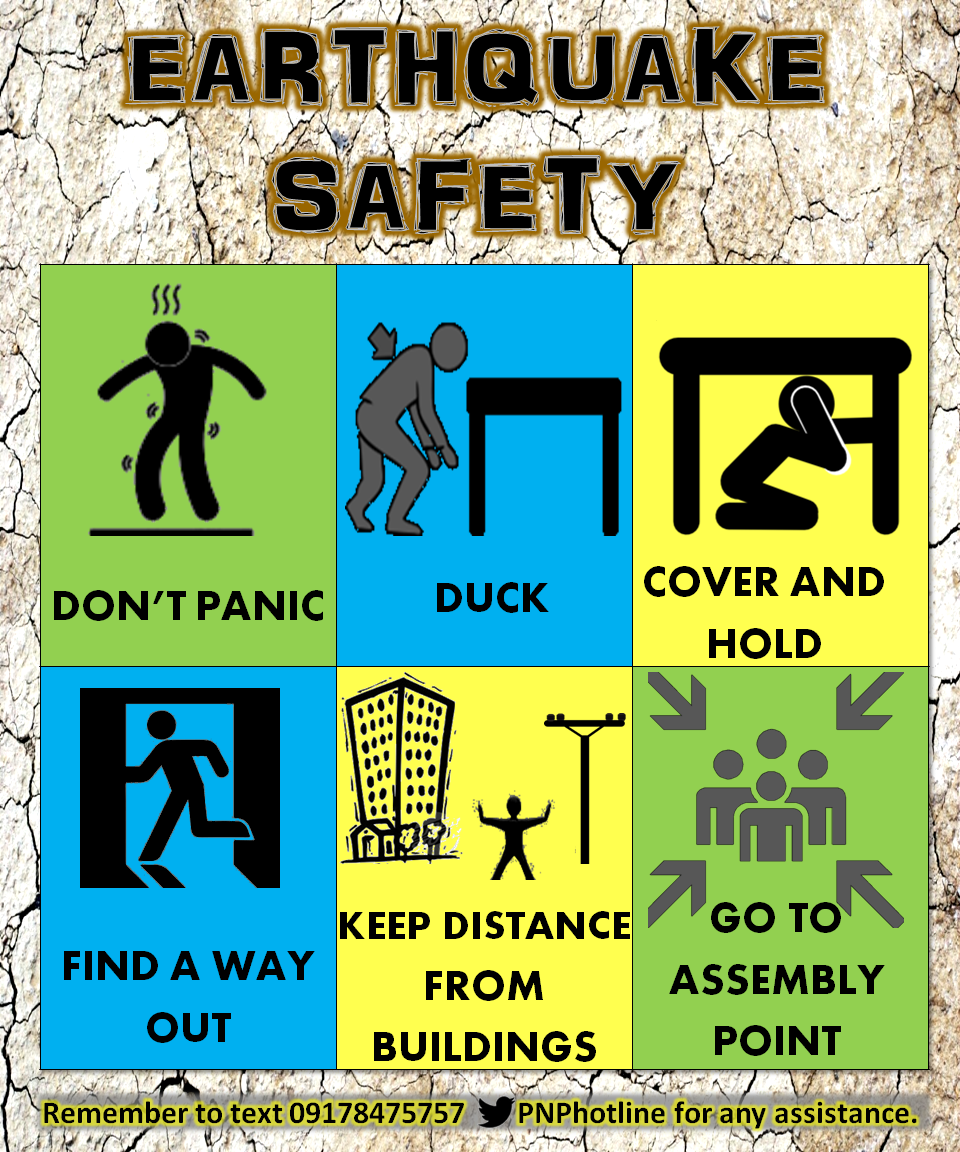 EARTHQUAKE
SAFETY
DON'T PANIC
DUCK
COVER AND
HOLD
FIND A WAY
OUT
KEEP DISTANCE
FROM
BUILDINGS
GO TO
ASSEMBLY
POINT
Remember to text 09178475757 PNPhotline for any assistance.